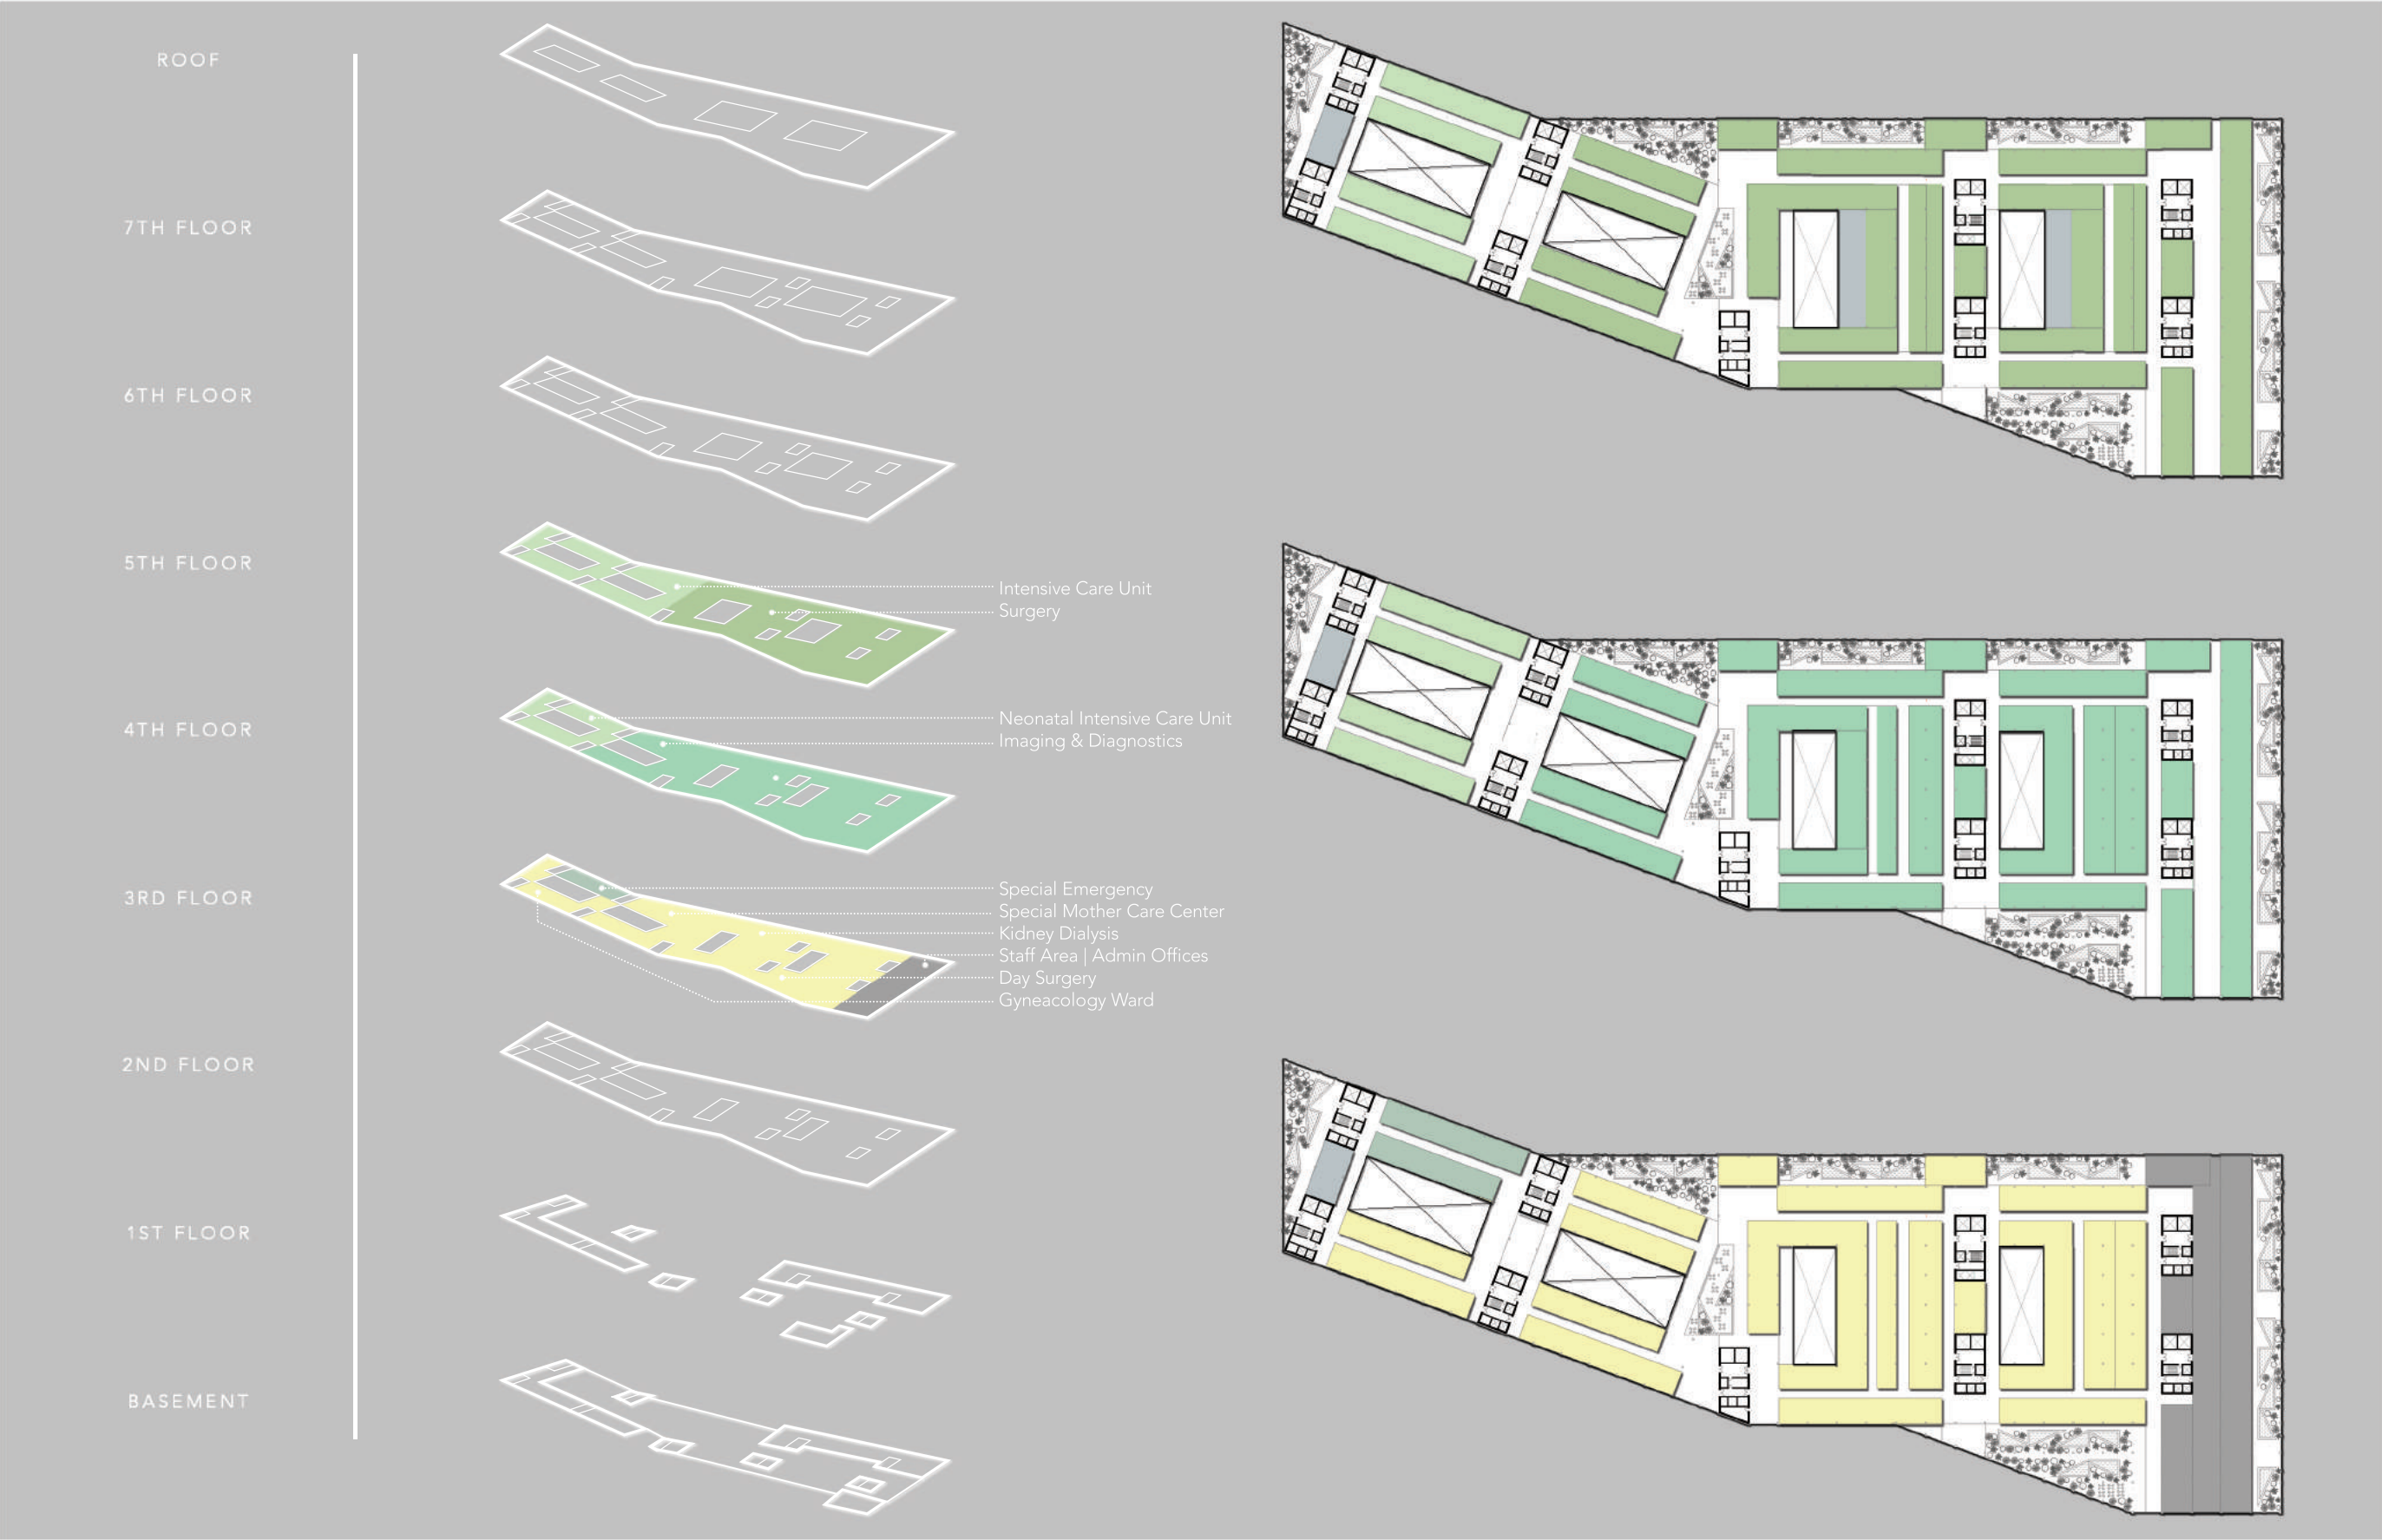 ROOF
7TH FLOOR
6TH FLOOR
5TH FLOOR
Intensive Care Unit
Surgery
4TH FLOOR
Neonatal Intensive Care Unit
Imaging & Diagnostics
3RD FLOOR
Special Emergency
Special Mother Care Center
Kidney Dialysis
Staff Area | Admin Offices
Day Surgery
Gyneacology Ward
2ND FLOOR
1ST FLOOR
BASEMENT